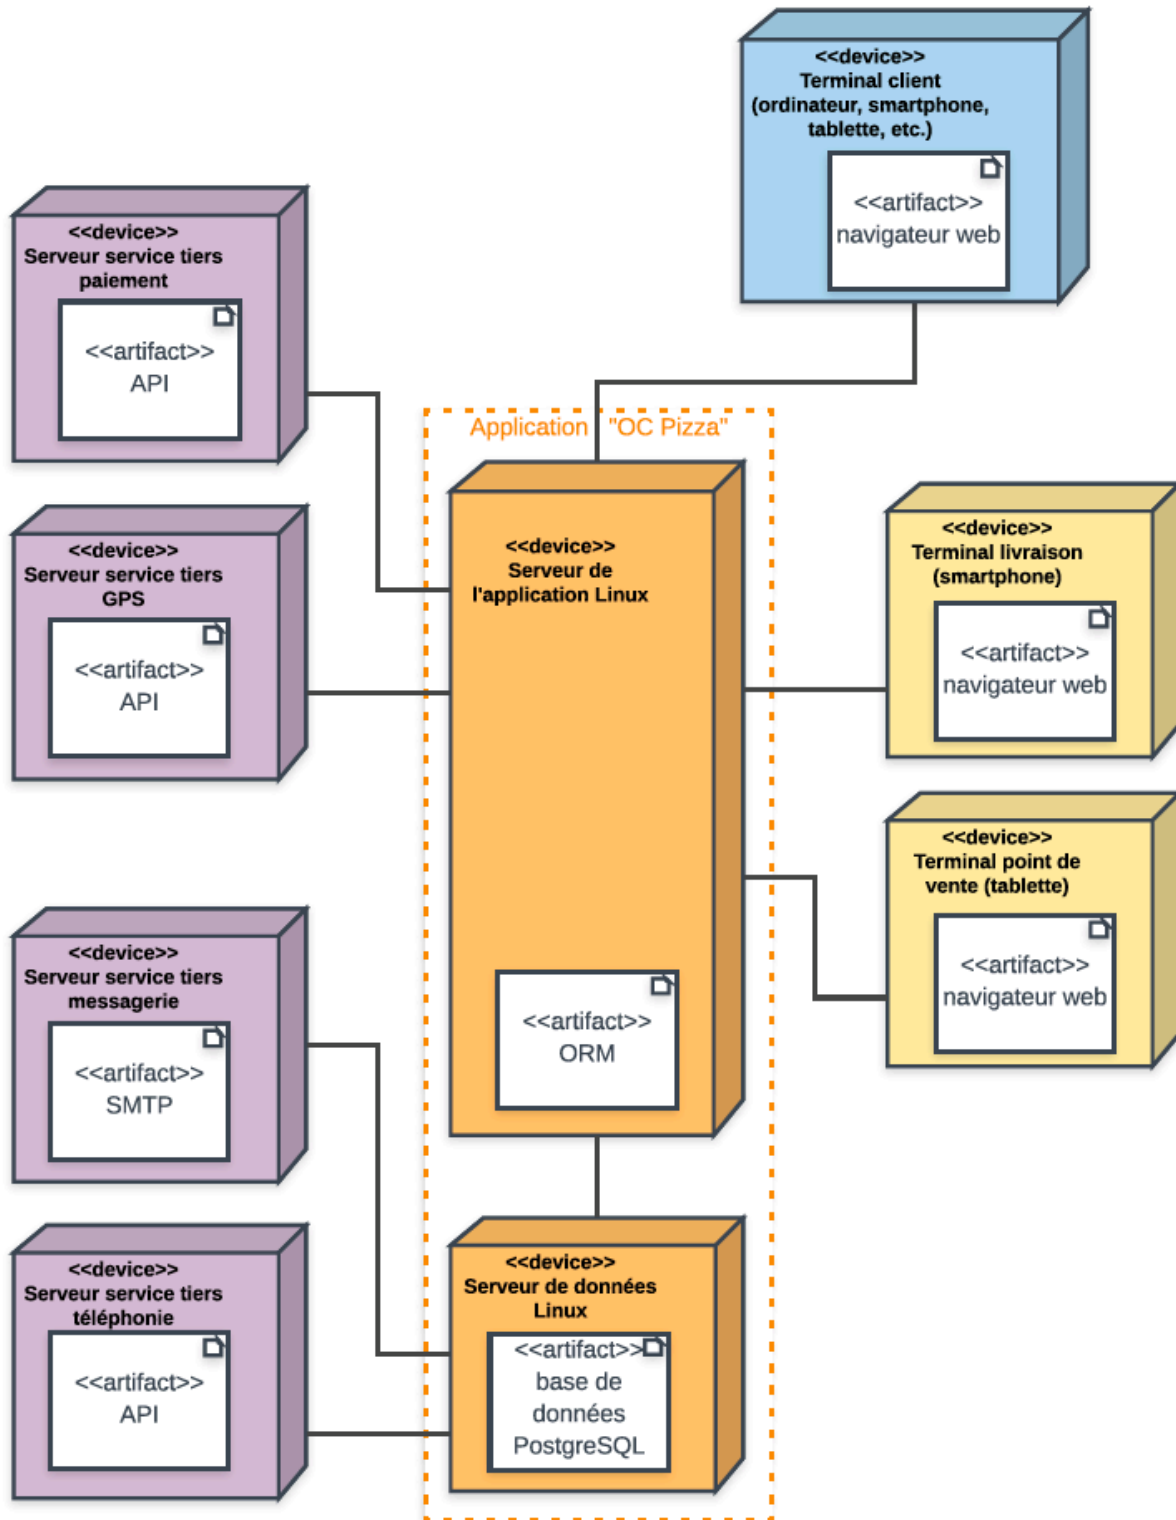 <<device>>
Terminal client
(ordinateur, smartphone,
tablette, etc.)
<<artifact>>
navigateur web
<<device>>
Serveur service tiers
paiement
<<artifact>>
API
Application "OC Pizza"
<<device>>
Serveur service tiers
GPS
<<artifact>>
API
<<device>>
Serveur de
l'application Linux
<<artifact>>
ORM
<<device>>
Terminal livraison
(smartphone)
<<artifact>>
navigateur web
<<device>>
Terminal point de
vente (tablette)
<<artifact>>
navigateur web
<<device>>
Serveur service tiers
messagerie
<<artifact>>
SMTP
<<device>>
Serveur service tiers
téléphonie
<<artifact>>
API
<<device>>
Serveur de données
Linux
<<artifact>>
base de
données
PostgreSQL